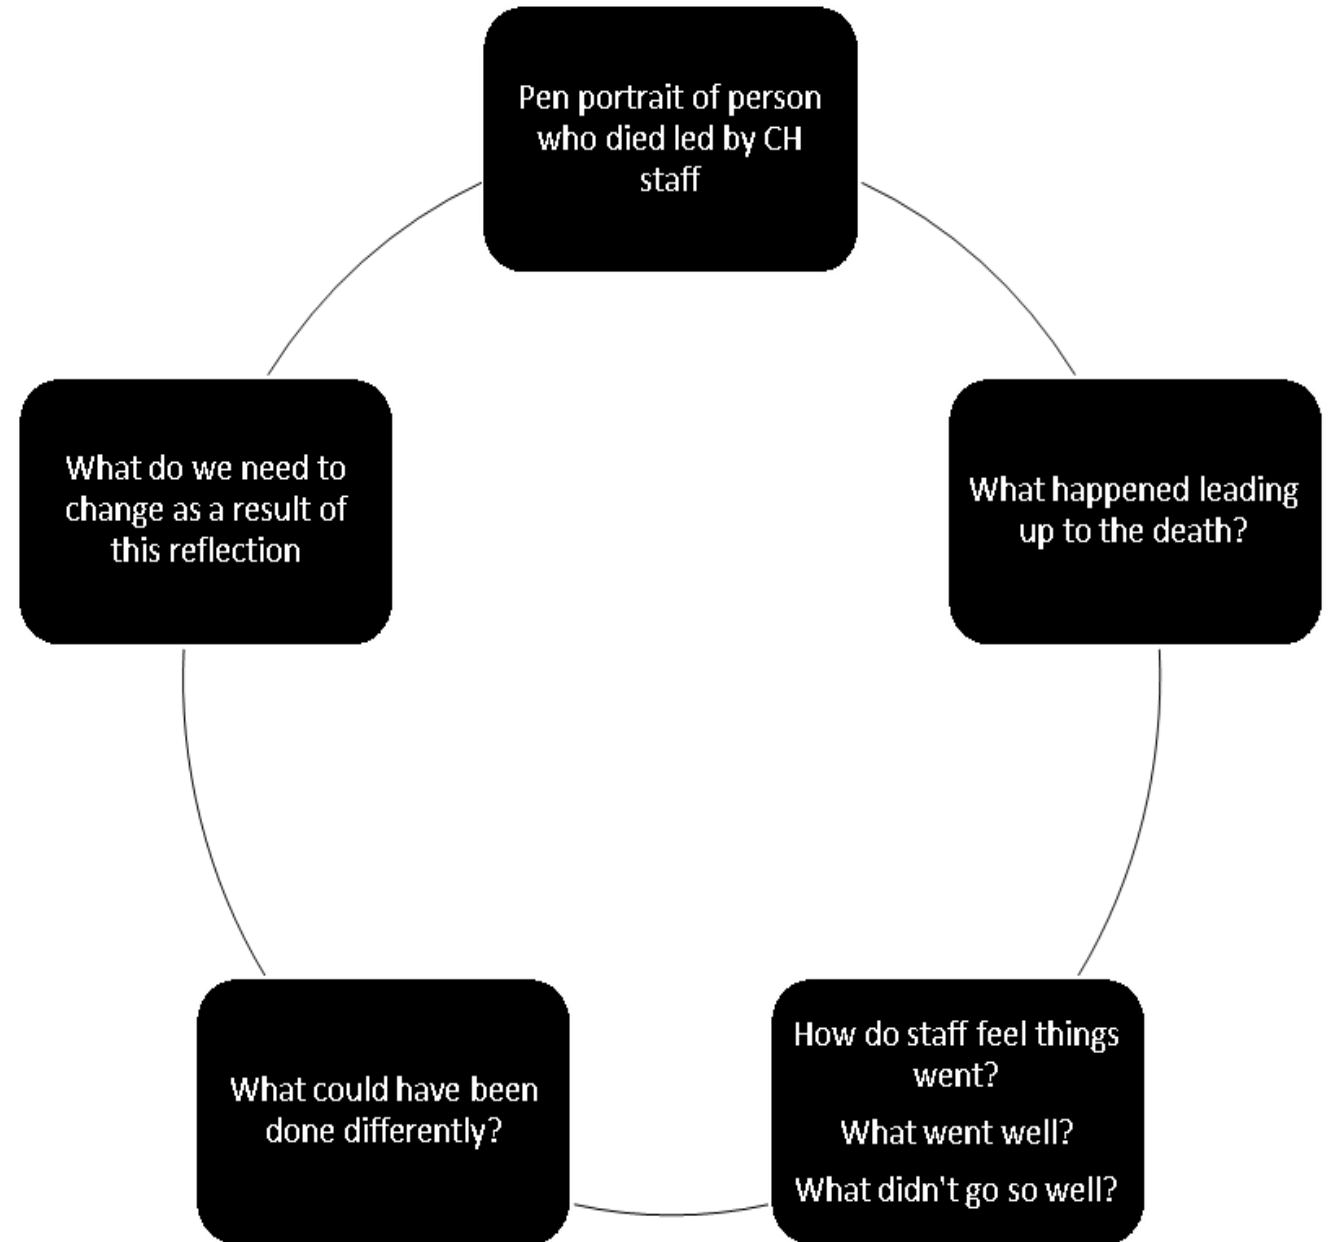 Pen portrait of person
who died led by CH
staff
What happened leading
up to the death?
How do staff feel things
went?
What went well?
What didn't go so well?
What could have been
done differently?
What do we need to
change as a result of
this reflection